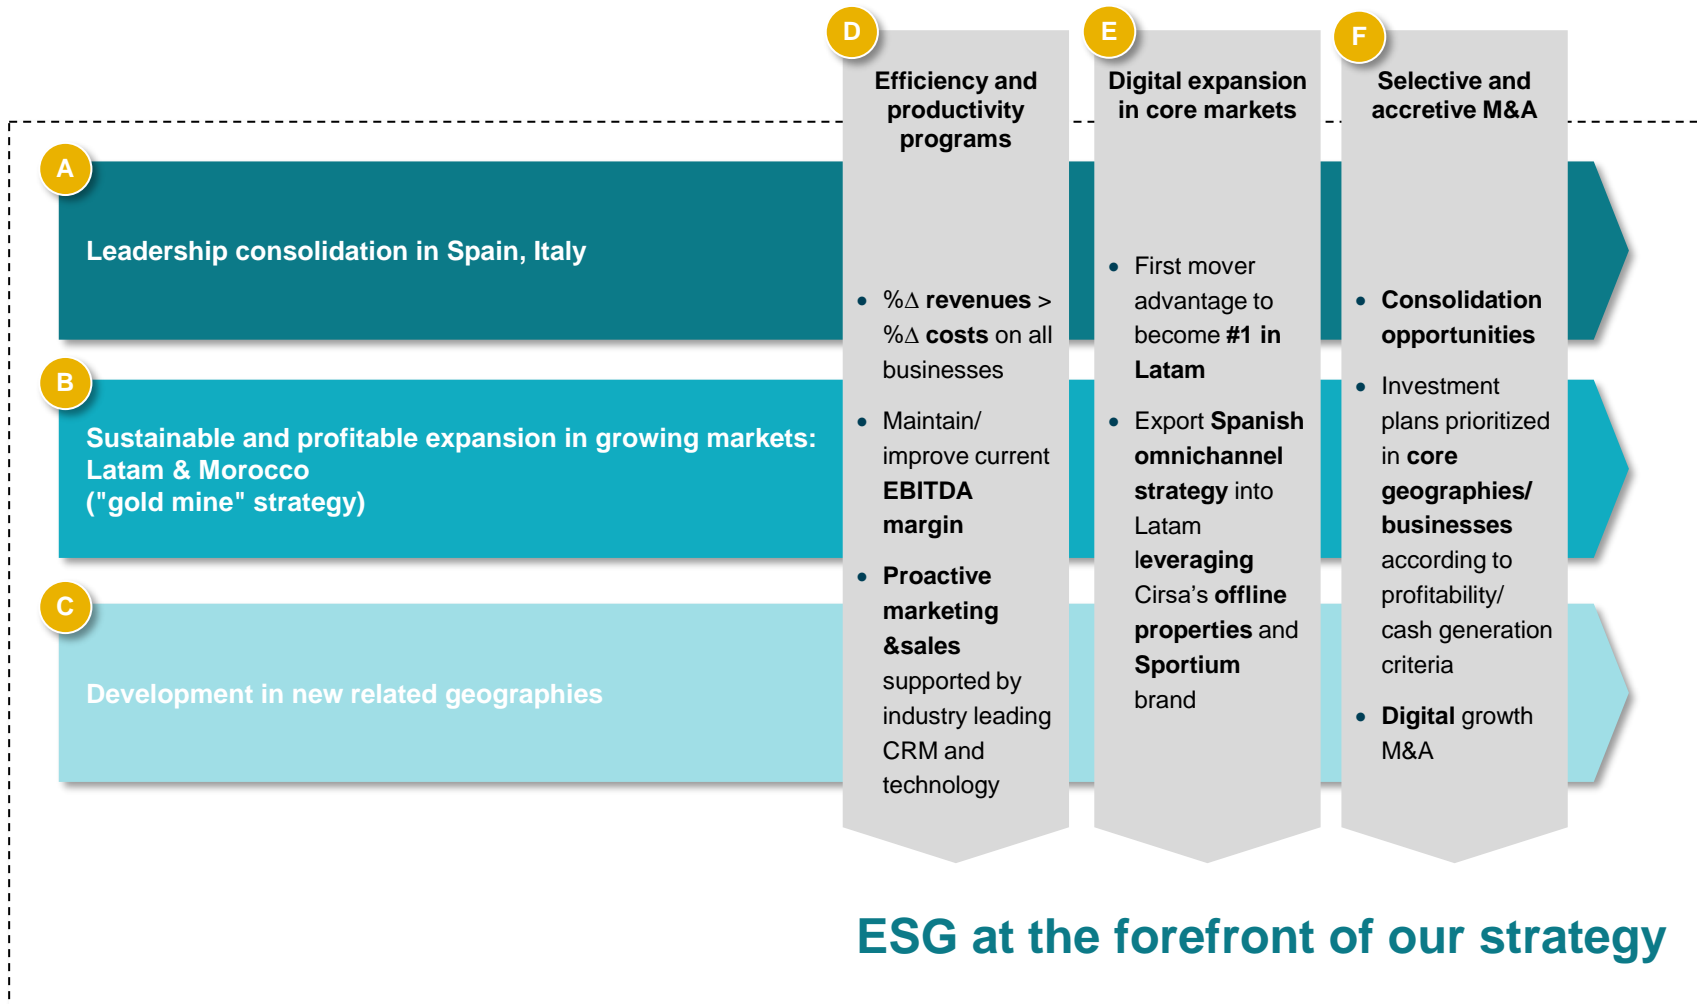 D
Efficiency and
productivity
programs
E
Digital expansion
in core markets
F
Selective and
accretive M&A
A
Leadership consolidation in Spain, Italy
B
Sustainable and profitable expansion in growing markets:
Latam & Morocco
("gold mine" strategy)
C
Development in new related geographies
• %Δ revenues >
%Δ costs on all
businesses
• Maintain/
improve current
EBITDA
margin
• Proactive
marketing
&sales
supported by
industry leading
CRM and
technology
• First mover
advantage to
become #1 in
Latam
• Export Spanish
omnichannel
strategy into
Latam
leveraging
Cirsa’s offline
properties and
Sportium
brand
• Consolidation
opportunities
• Investment
plans prioritized
in core
geographies/
businesses
according to
profitability/
cash generation
criteria
• Digital growth
M&A
ESG at the forefront of our strategy